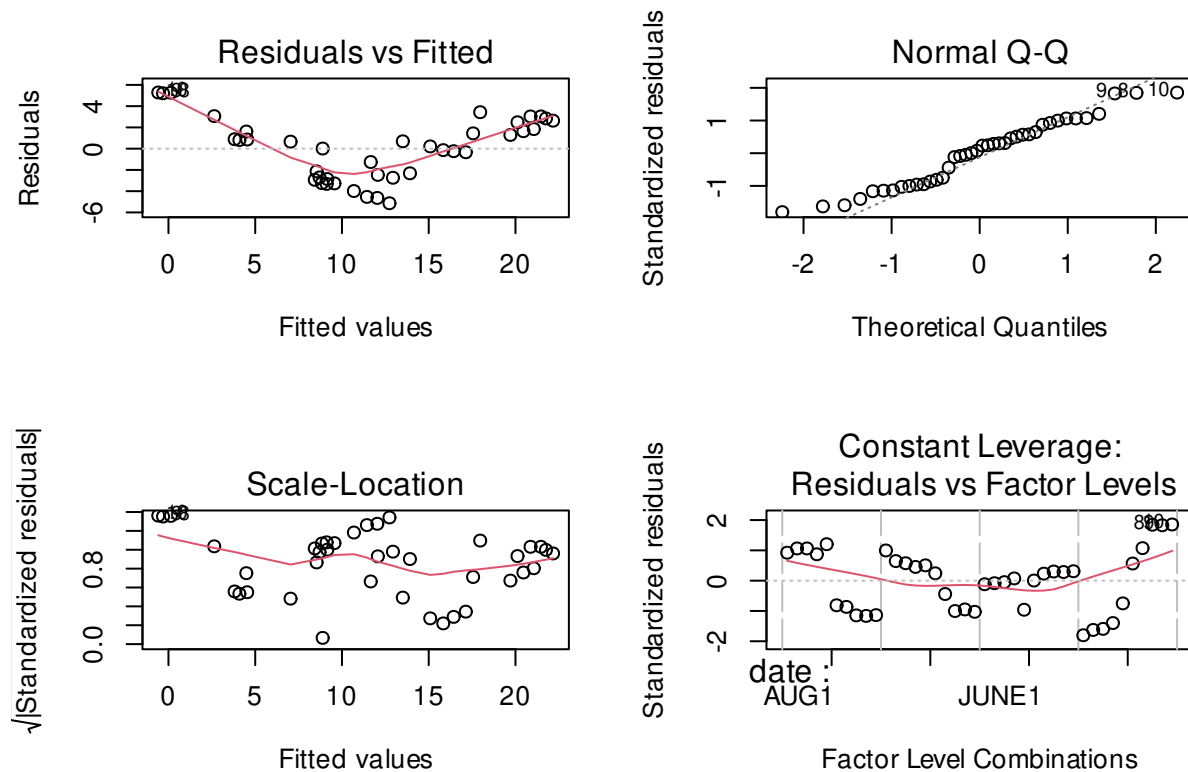 Residuals vs Fitted
Residuals
4
0
-6
0 5 10 15 20
Fitted values
Normal Q-Q
Standardized residuals
1
-1
9 8 10
-2 -1 0 1 2
Theoretical Quantiles
Scale-Location
√|Standardized residuals|
0.8
0.0
0 5 10 15 20
Fitted values
Constant Leverage:
Residuals vs Factor Levels
Standardized residuals
2
0
-2
date :
AUG1 JUNE1
Factor Level Combinations